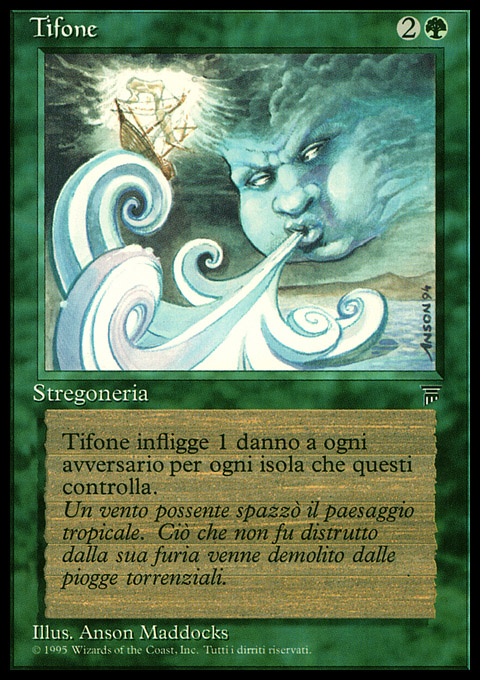 Tifone 2
ANSON 94
Stregoneria
Tifone infligge 1 danno a ogni
avversario per ogni isola che questi
controlla.
Un vento possente spazzò il paesaggio
tropicale. Ciò che non fu distrutto
dalla sua furia venne demolito dalle
piogge torrenziali.
Illus. Anson Maddocks
© 1995 Wizards of the Coast, Inc. Tutti i diritti riservati.